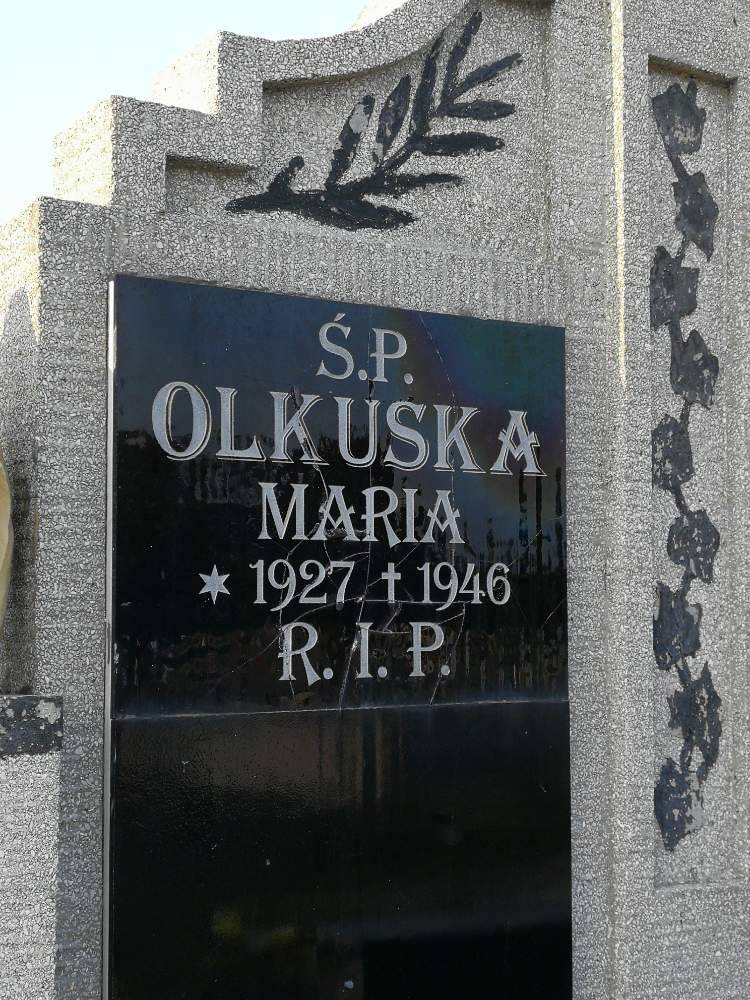 Ś.P.
OLKUSKA
MARIA
✶ 1927 ✝ 1946
R.I.P.